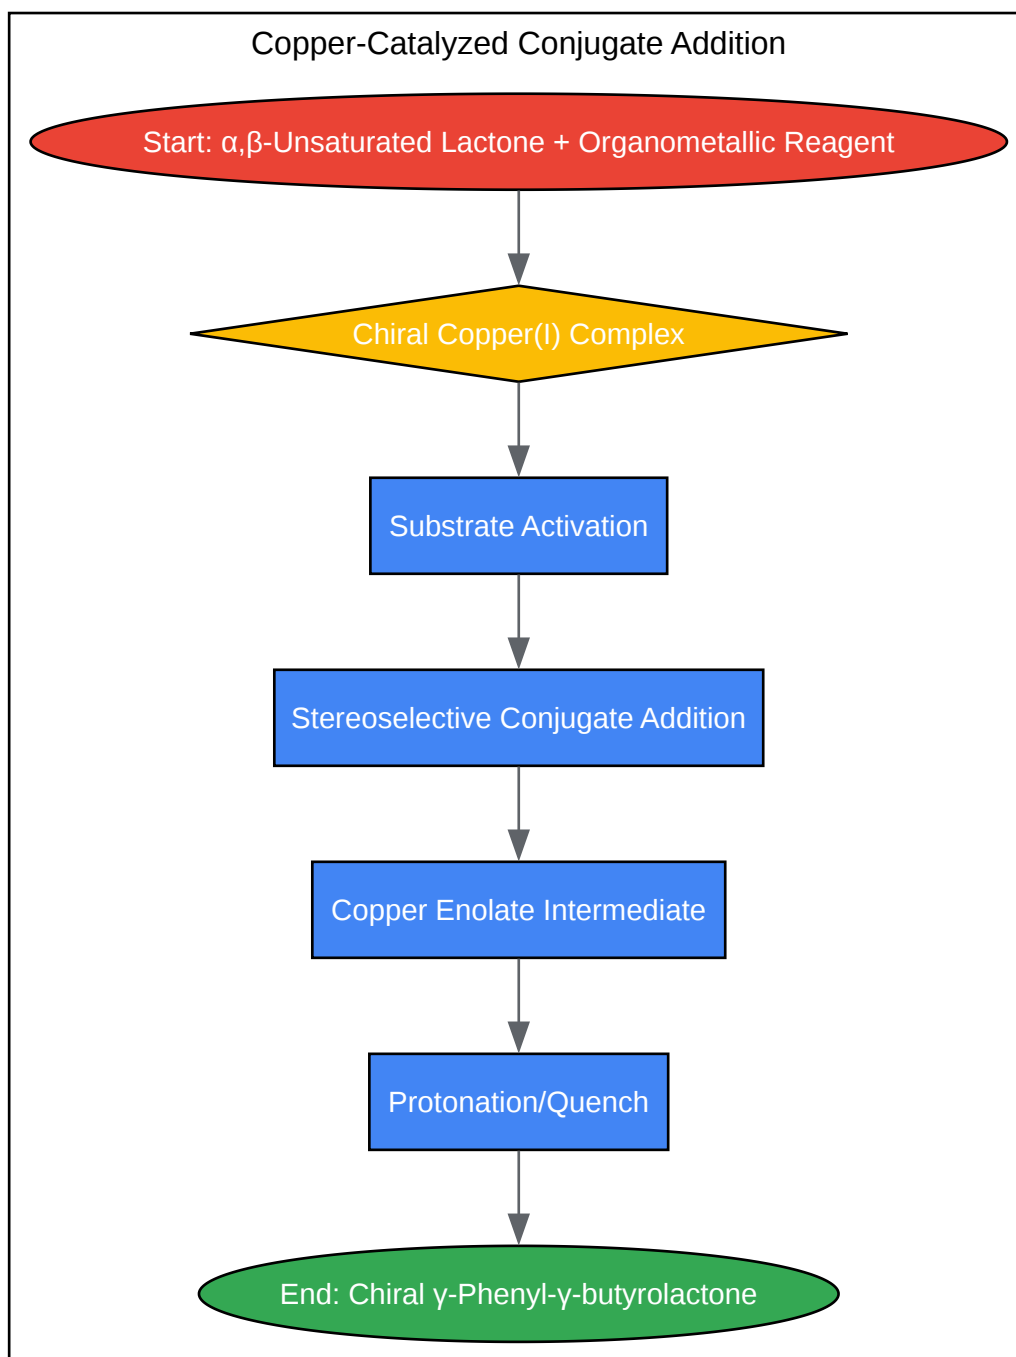 Copper-Catalyzed Conjugate Addition
Start: α,β-Unsaturated Lactone + Organometallic Reagent
Chiral Copper(I) Complex
Substrate Activation
Stereoselective Conjugate Addition
Copper Enolate Intermediate
Protonation/Quench
End: Chiral γ-Phenyl-γ-butyrolactone